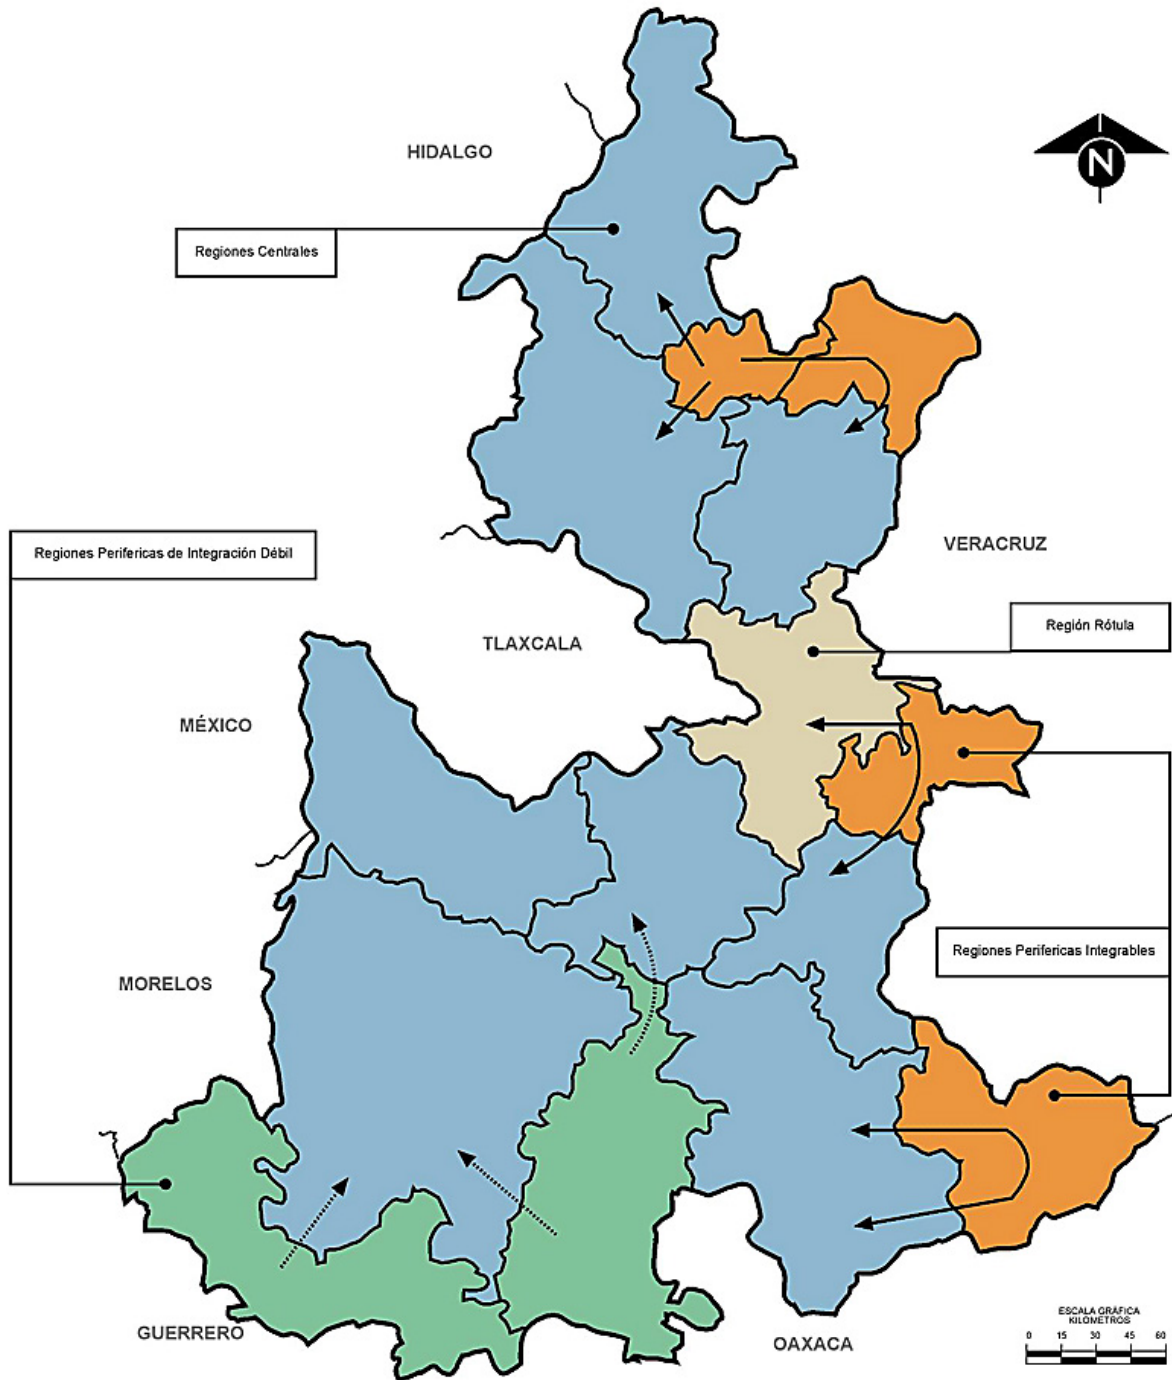 HIDALGO
N
Regiones Centrales
Regiones Perifericas de Integración Débil
VERACRUZ
Región Rótula
TLAXCALA
MÉXICO
Regiones Perifericas Integrables
MORELOS
GUERRERO
OAXACA
ESCALA GRÁFICA
KILOMETROS
0 15 30 45 60